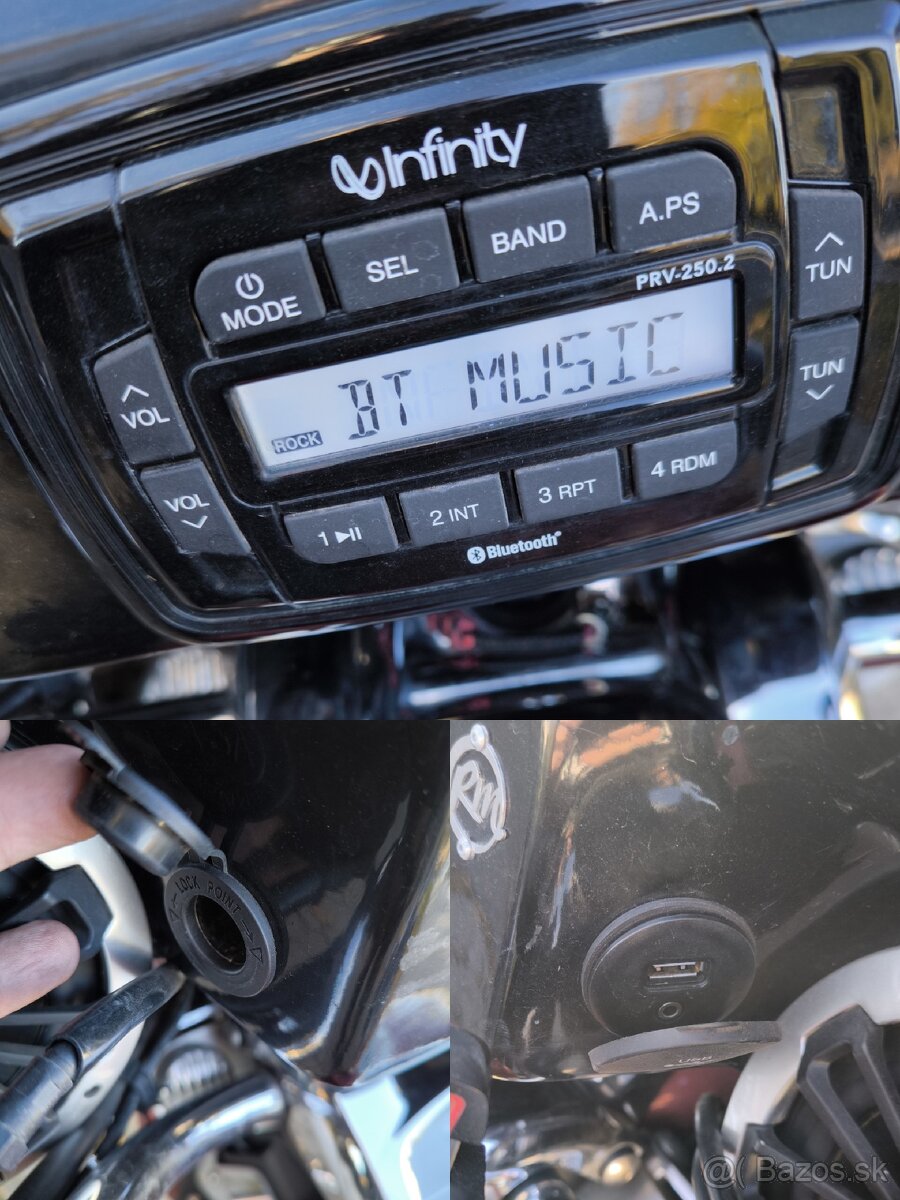 Infinity
MODE
SEL
BAND
A.PS
PRV-250.2
TUN
TUN
VOL
VOL
ROCK
BT MUSIC
1
2 INT
3 RPT
4 RDM
Bluetooth®
LOCK POINT
Rm
USB
@ Bazos.sk